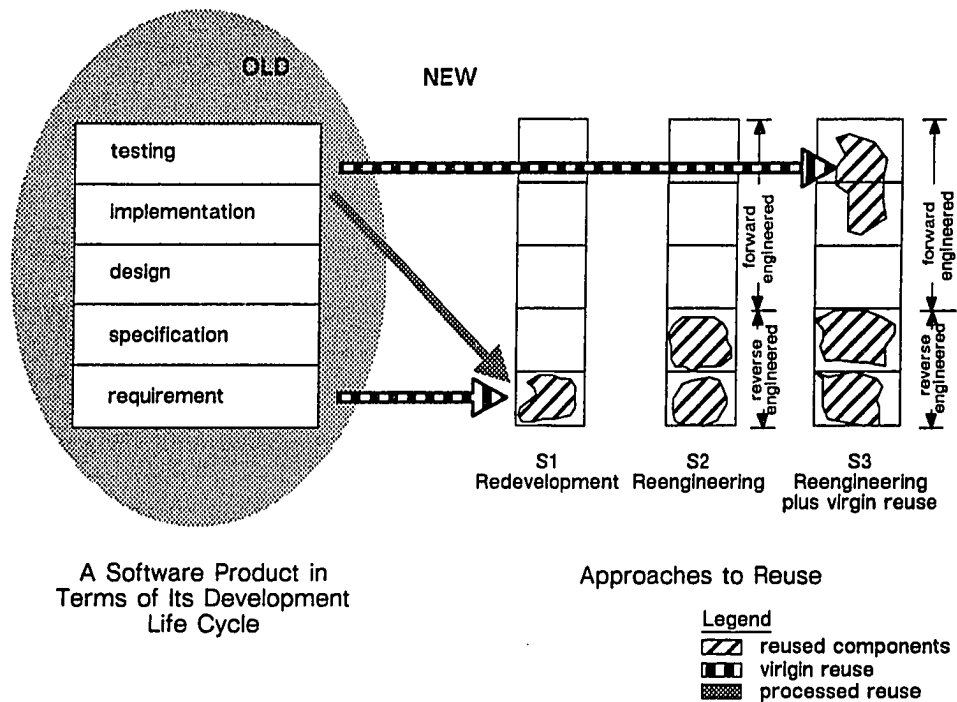 OLD
NEW
testing
implementation
design
specification
requirement
forward
engineered
reverse
engineered
forward
engineered
reverse
engineered
S1
Redevelopment
S2
Reengineering
S3
Reengineering
plus virgin reuse
A Software Product in
Terms of Its Development
Life Cycle
Approaches to Reuse
Legend
reused components
virigin reuse
processed reuse